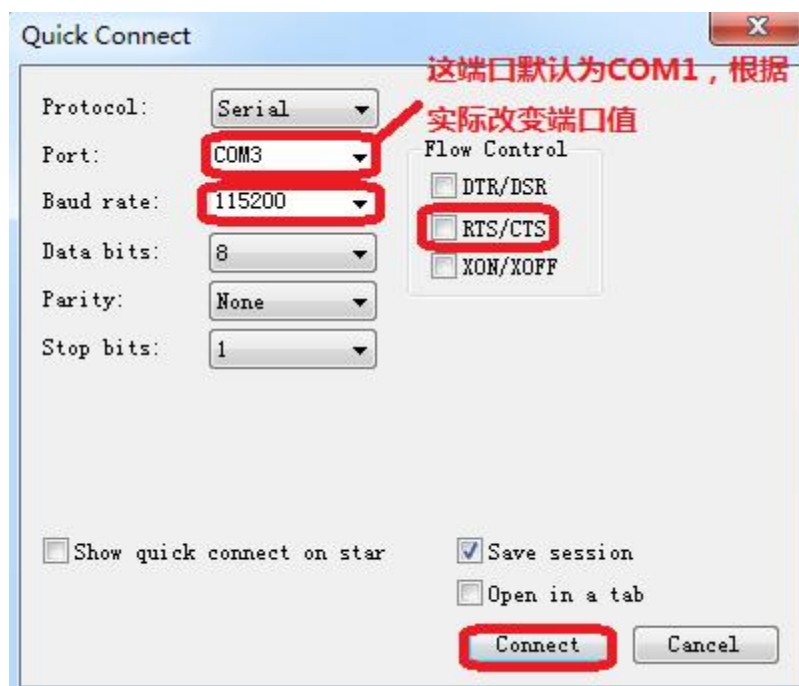 Quick Connect
这端口默认为COM1，根据
实际改变端口值
Protocol: Serial
Port: COM3
Baud rate: 115200
Data bits: 8
Parity: None
Stop bits: 1
Flow Control
DTR/DSR
RTS/CTS
XON/XOFF
Show quick connect on star
Save session
Open in a tab
Connect Cancel